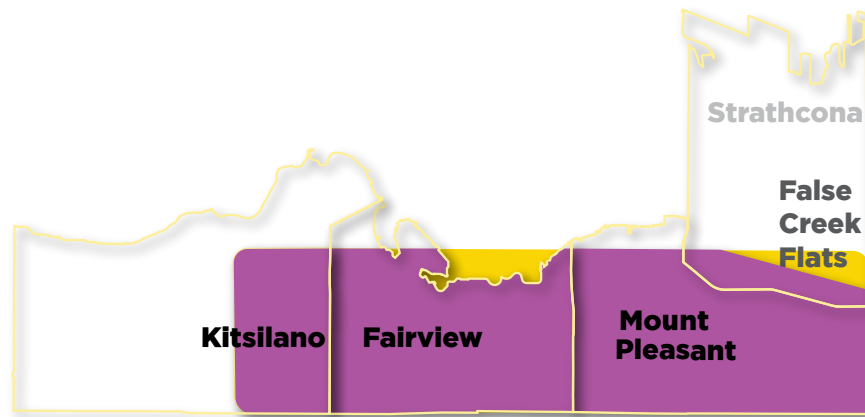 Strathcona
False
Creek
Flats
Kitsilano
Fairview
Mount
Pleasant